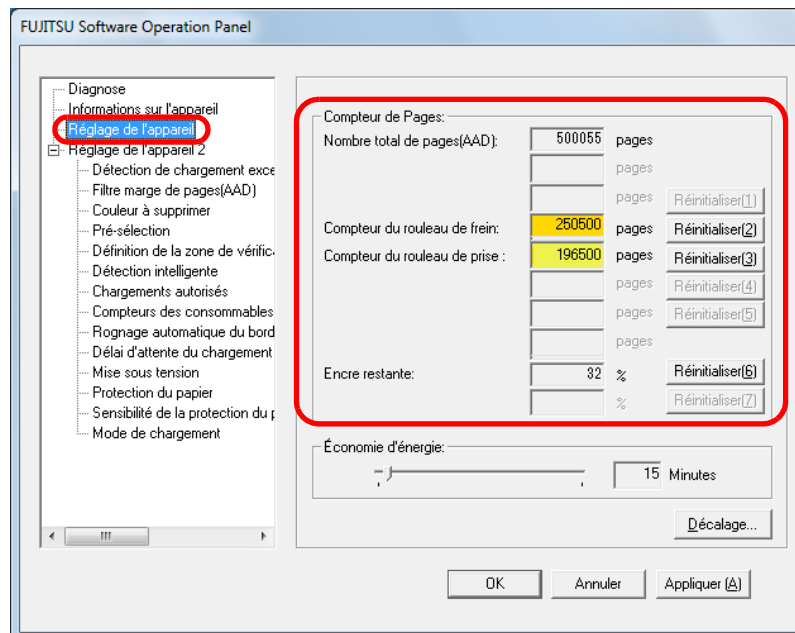 FUJITSU Software Operation Panel
Diagnose
Informations sur l'appareil
Réglage de l'appareil
Réglage de l'appareil 2
Détection de chargement exce
Filtre marge de pages(AAD)
Couleur à supprimer
Pré-sélection
Définition de la zone de vérific
Détection intelligente
Chargements autorisés
Compteurs des consommables
Rognage automatique du bord
Délai d'attente du chargement
Mise sous tension
Protection du papier
Sensibilité de la protection du p
Mode de chargement
Compteur de Pages:
Nombre total de pages(AAD): 500055 pages
pages
pages Réinitialiser(1)
Compteur du rouleau de frein: 250500 pages Réinitialiser(2)
Compteur du rouleau de prise : 196500 pages Réinitialiser(3)
pages Réinitialiser(4)
pages Réinitialiser(5)
pages
Encre restante: 32 % Réinitialiser(6)
% Réinitialiser(7)
Économie d'énergie:
15 Minutes
Décalage...
OK Annuler Appliquer (A)